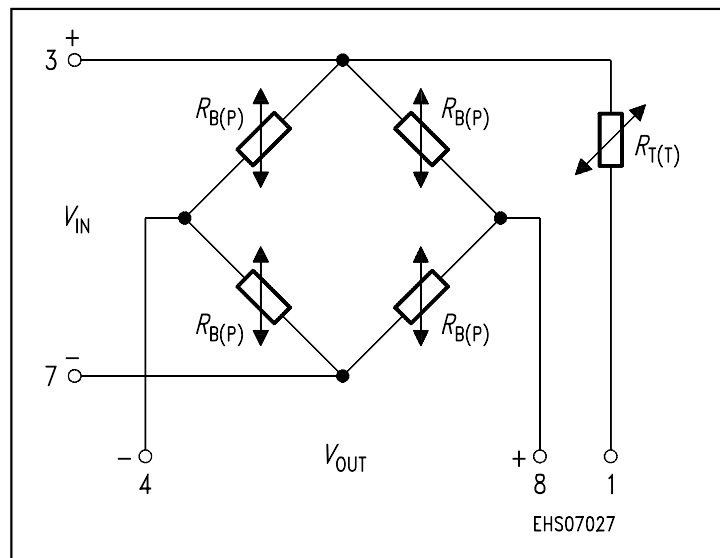 +
3
R_B(P) R_B(P)
R_T(T)
V_IN
R_B(P) R_B(P)
7 −
− V_OUT +
4 8 1
EHS07027